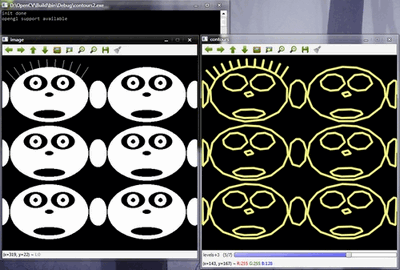 D:\OpenCV\Build\bin\Debug\contours2.exe
init done
opengl support available
Image
contours
levels+3 (5/7)
(x=319, y=22) ~ L:0
(x=143, y=167) ~ R:255 G:255 B:128